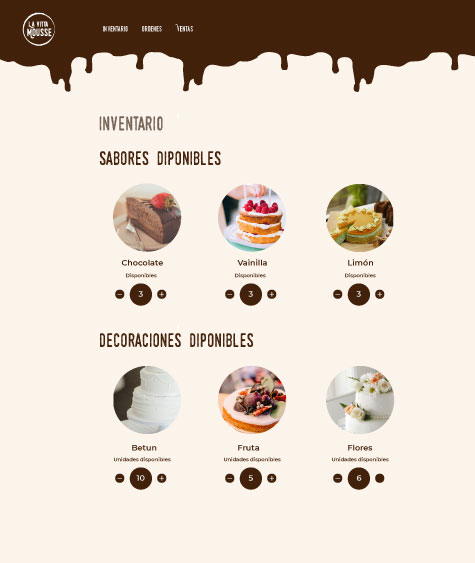 LA VITTA
MOUSSE
INVENTARIO ORDENES VENTAS
INVENTARIO
SABORES DIPONIBLES
Chocolate Vainilla Limón
Disponibles Disponibles Disponibles
− 3 + − 3 + − 3 +
DECORACIONES DIPONIBLES
Betun Fruta Flores
Unidades disponibles Unidades disponibles Unidades disponibles
− 10 + − 5 + − 6